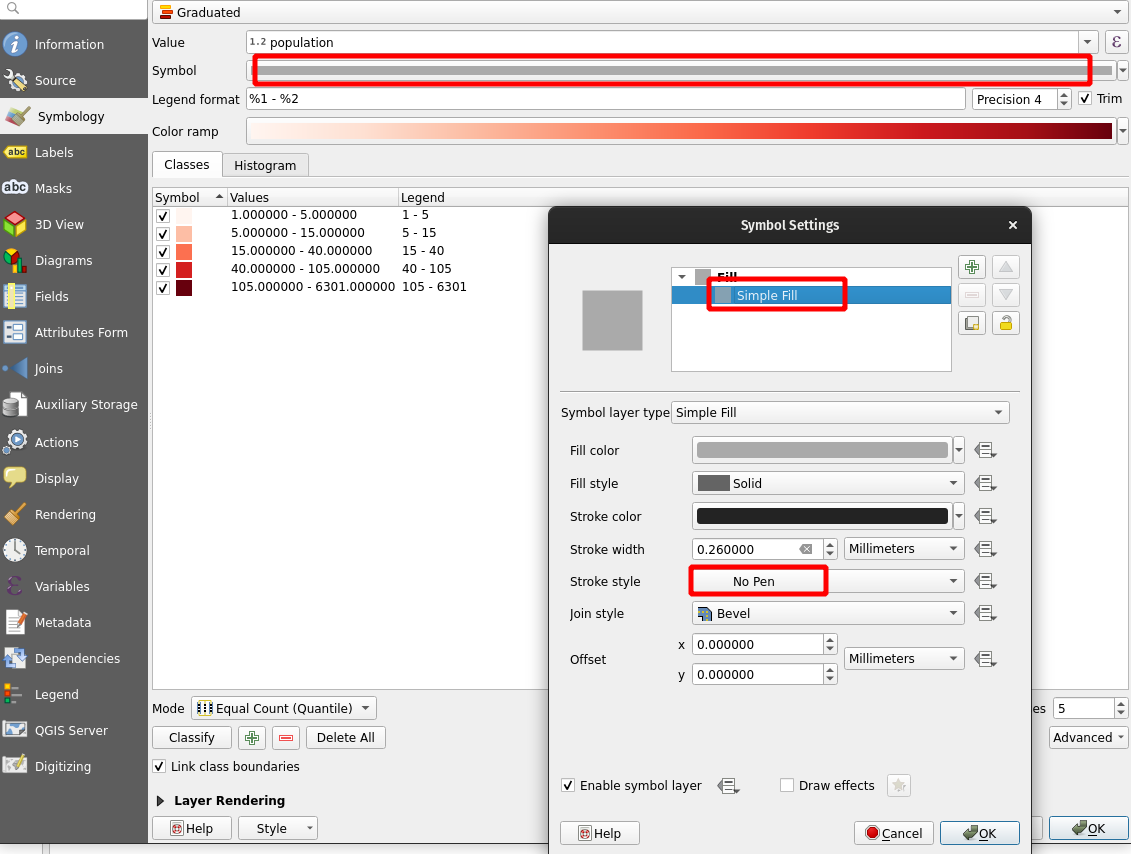 Graduated
Information
Value
1.2 population
ε
Source
Symbol
Symbology
Legend format
%1 - %2
Precision 4
Trim
Color ramp
abc
Labels
Classes
Histogram
abc
Masks
Symbol
Values
Legend
1.000000 - 5.000000
1 - 5
5.000000 - 15.000000
5 - 15
15.000000 - 40.000000
15 - 40
40.000000 - 105.000000
40 - 105
105.000000 - 6301.000000
105 - 6301
3D View
Diagrams
Fields
Attributes Form
Joins
Auxiliary Storage
Actions
Display
Rendering
Temporal
Variables
Metadata
Dependencies
Legend
QGIS Server
Digitizing
Symbol Settings
Fill
Simple Fill
Symbol layer type
Simple Fill
Fill color
Fill style
Solid
Stroke color
Stroke width
0.260000
Millimeters
Stroke style
No Pen
Join style
Bevel
Offset
x
0.000000
y
0.000000
Millimeters
Enable symbol layer
Draw effects
Help
Cancel
OK
Mode
Equal Count (Quantile)
es
5
Classify
Delete All
Advanced
Link class boundaries
Layer Rendering
Help
Style
OK